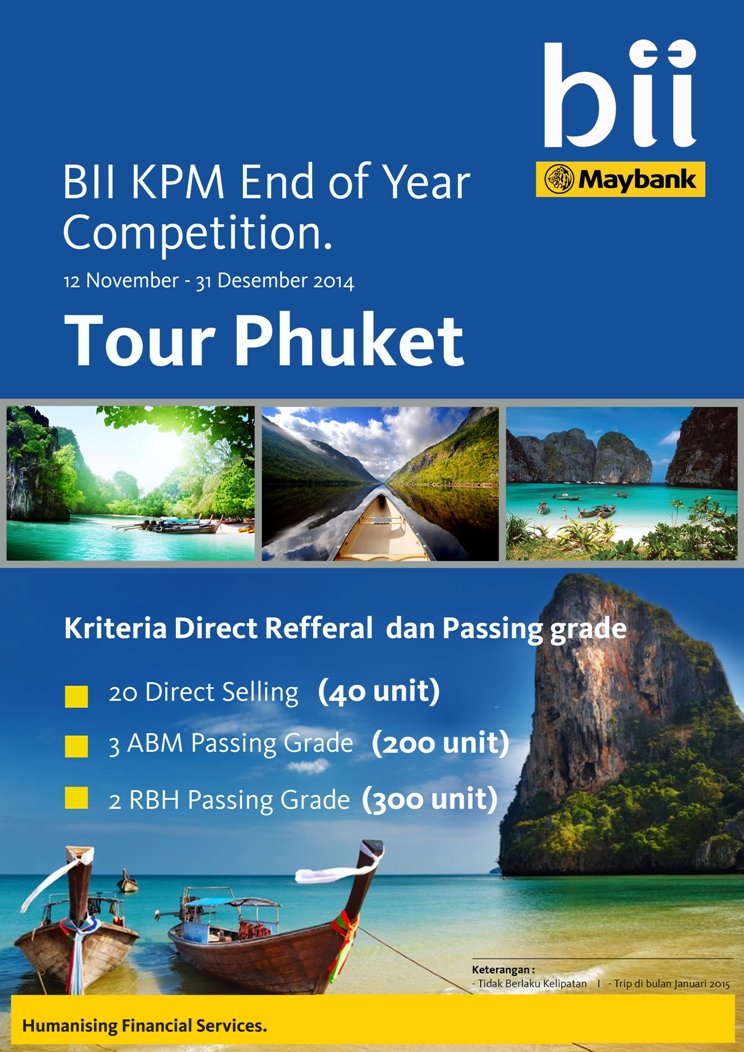 bii
Maybank
BII KPM End of Year
Competition.
12 November - 31 Desember 2014
Tour Phuket
Kriteria Direct Refferal dan Passing grade
20 Direct Selling (40 unit)
3 ABM Passing Grade (200 unit)
2 RBH Passing Grade (300 unit)
Keterangan :
- Tidak Berlaku Kelipatan I - Trip di bulan Januari 2015
Humanising Financial Services.